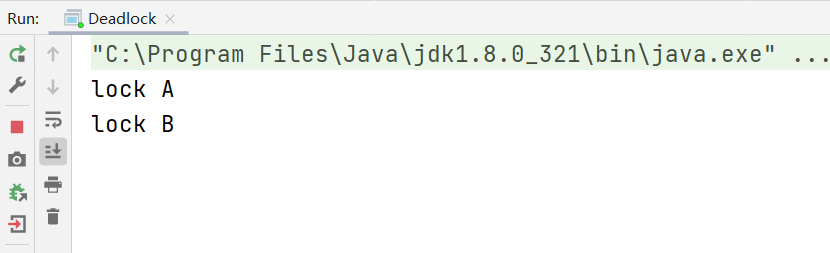 Run: Deadlock
"C:\Program Files\Java\jdk1.8.0_321\bin\java.exe" ...
lock A
lock B